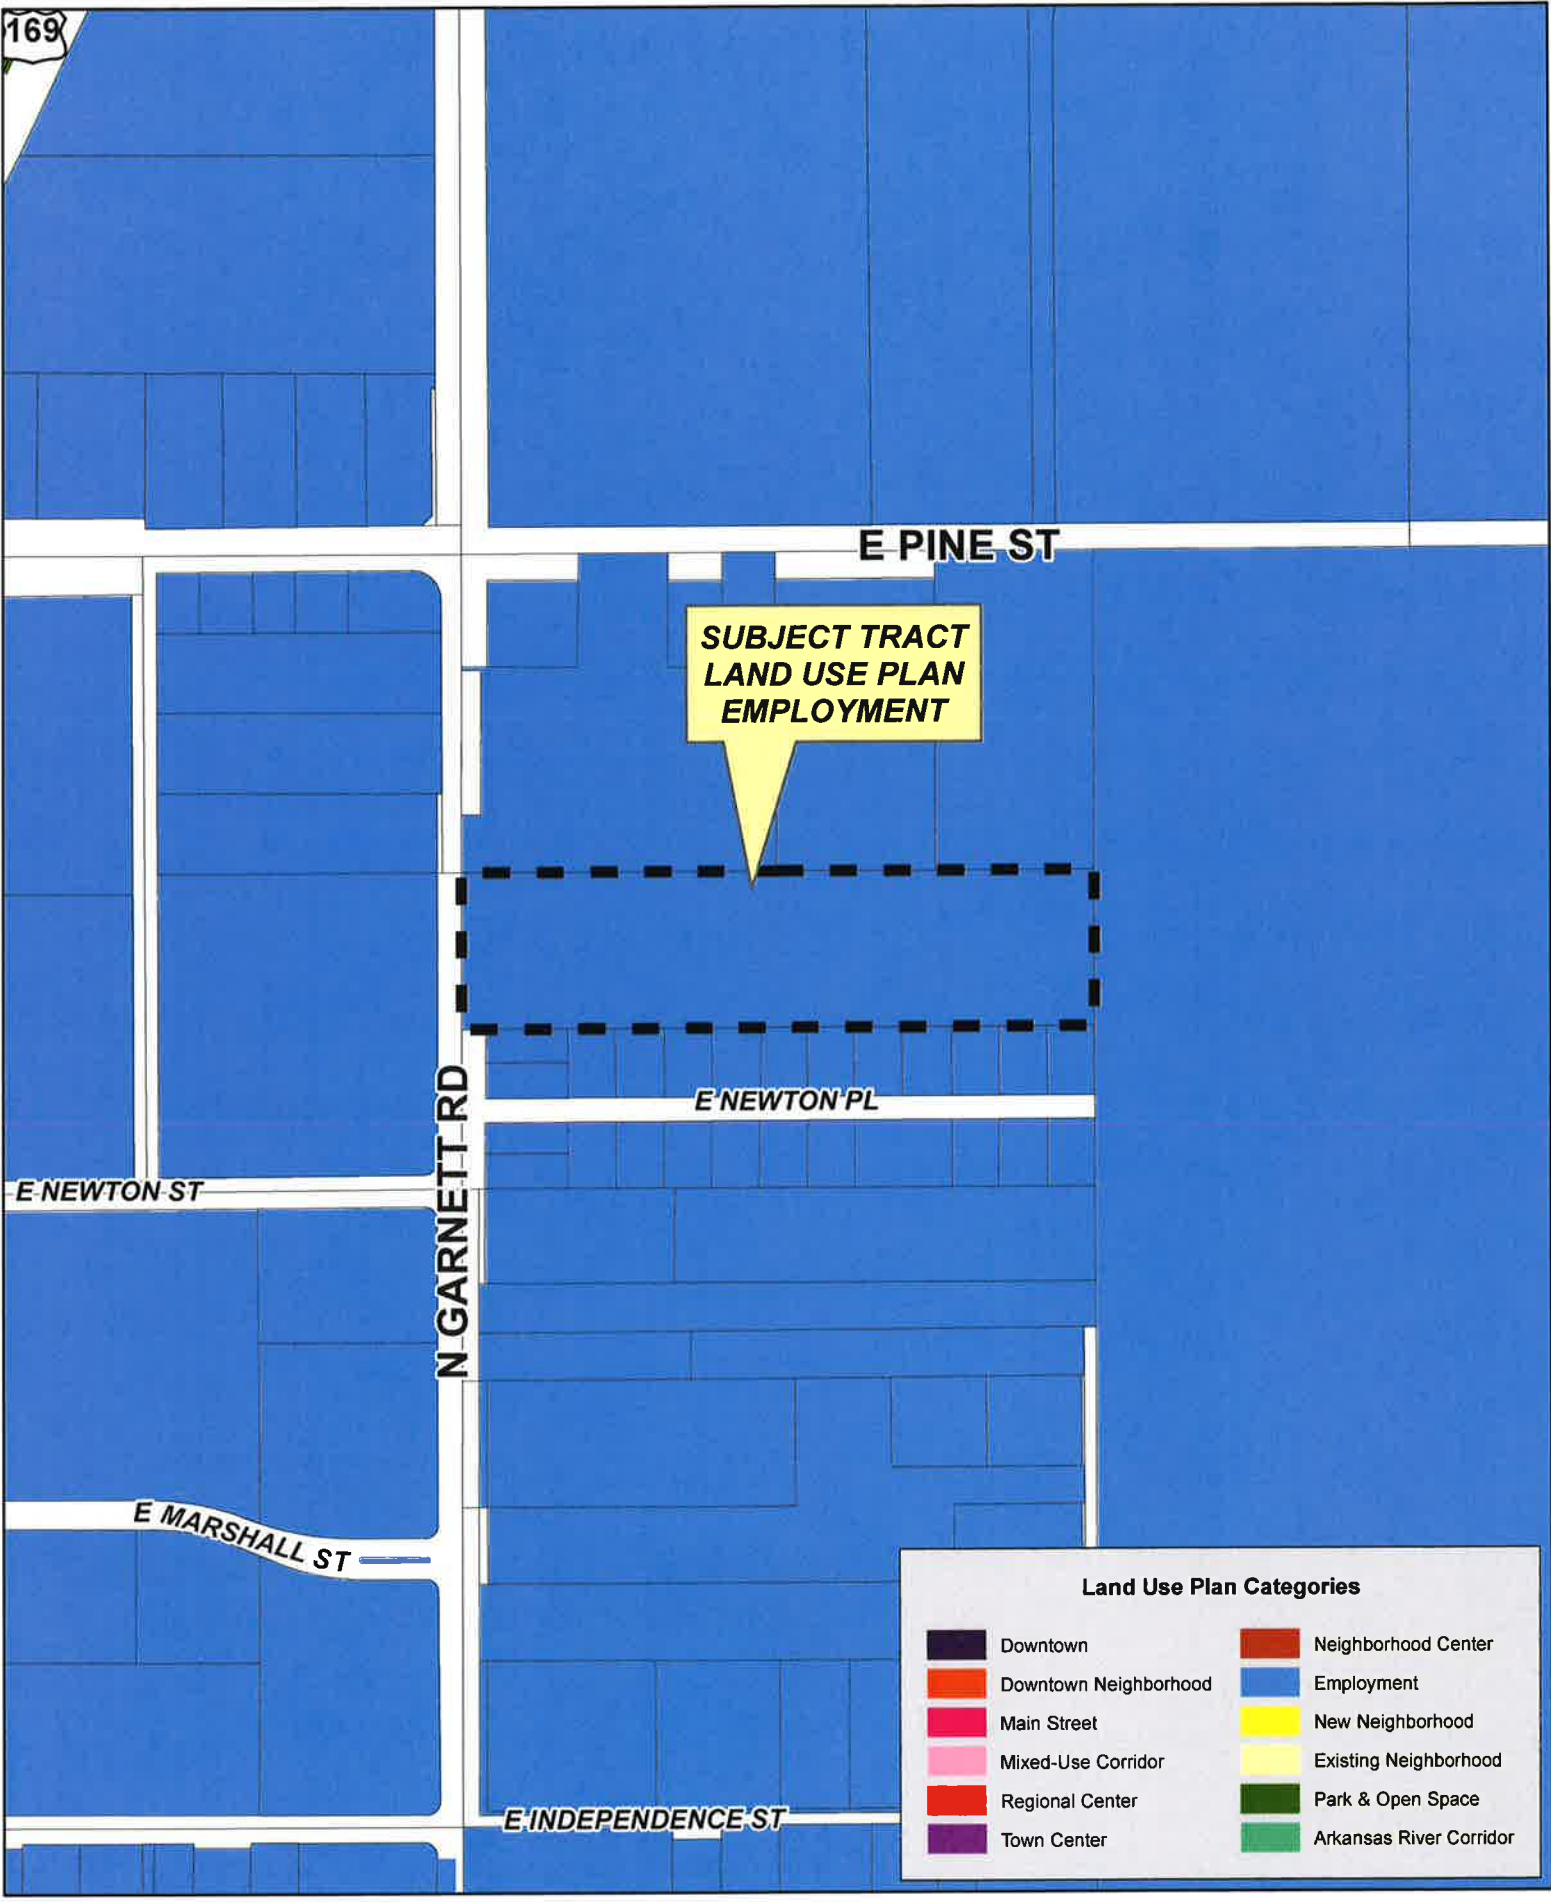 169
E PINE ST
SUBJECT TRACT
LAND USE PLAN
EMPLOYMENT
E NEWTON PL
E NEWTON ST
N GARNETT RD
E MARSHALL ST
E INDEPENDENCE ST
Land Use Plan Categories
Downtown
Downtown Neighborhood
Main Street
Mixed-Use Corridor
Regional Center
Town Center
Neighborhood Center
Employment
New Neighborhood
Existing Neighborhood
Park & Open Space
Arkansas River Corridor